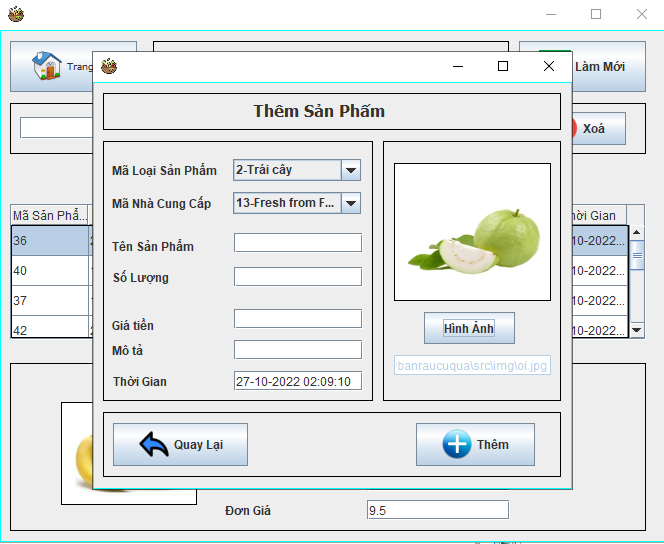 Trang
Làm Mới
Xoá
Thêm Sản Phẩm
Mã Loại Sản Phẩm
2-Trái cây
Mã Nhà Cung Cấp
13-Fresh from F...
Tên Sản Phẩm
Số Lượng
Giá tiền
Mô tả
Thời Gian
27-10-2022 02:09:10
Hình Ảnh
banraucuqua\src\img\oi.jpg
Quay Lại
Thêm
Mã Sản Phẩ...
hời Gian
36
10-2022...
40
10-2022...
37
10-2022...
42
10-2022...
Đơn Giá
9.5